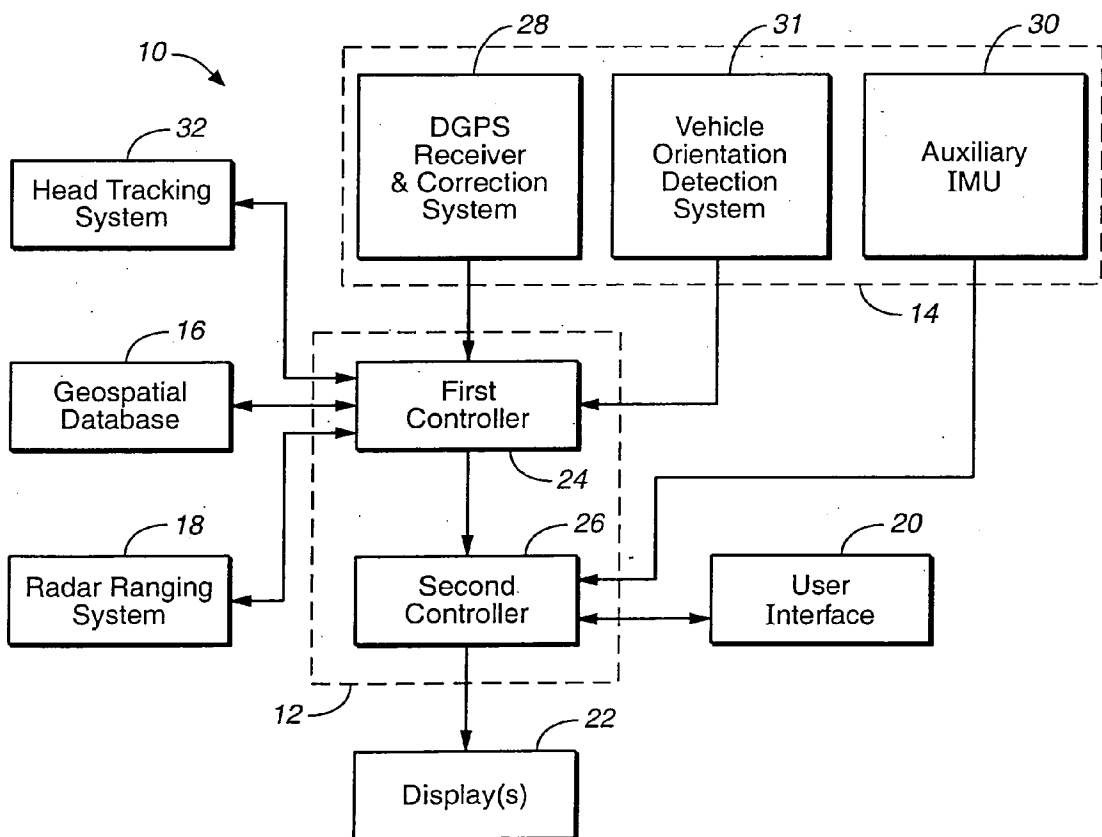 10
28
31
30
DGPS
Receiver
& Correction
System
Vehicle
Orientation
Detection
System
Auxiliary
IMU
32
Head Tracking
System
14
16
Geospatial
Database
First
Controller
24
18
Radar Ranging
System
26
Second
Controller
20
User
Interface
12
22
Display(s)